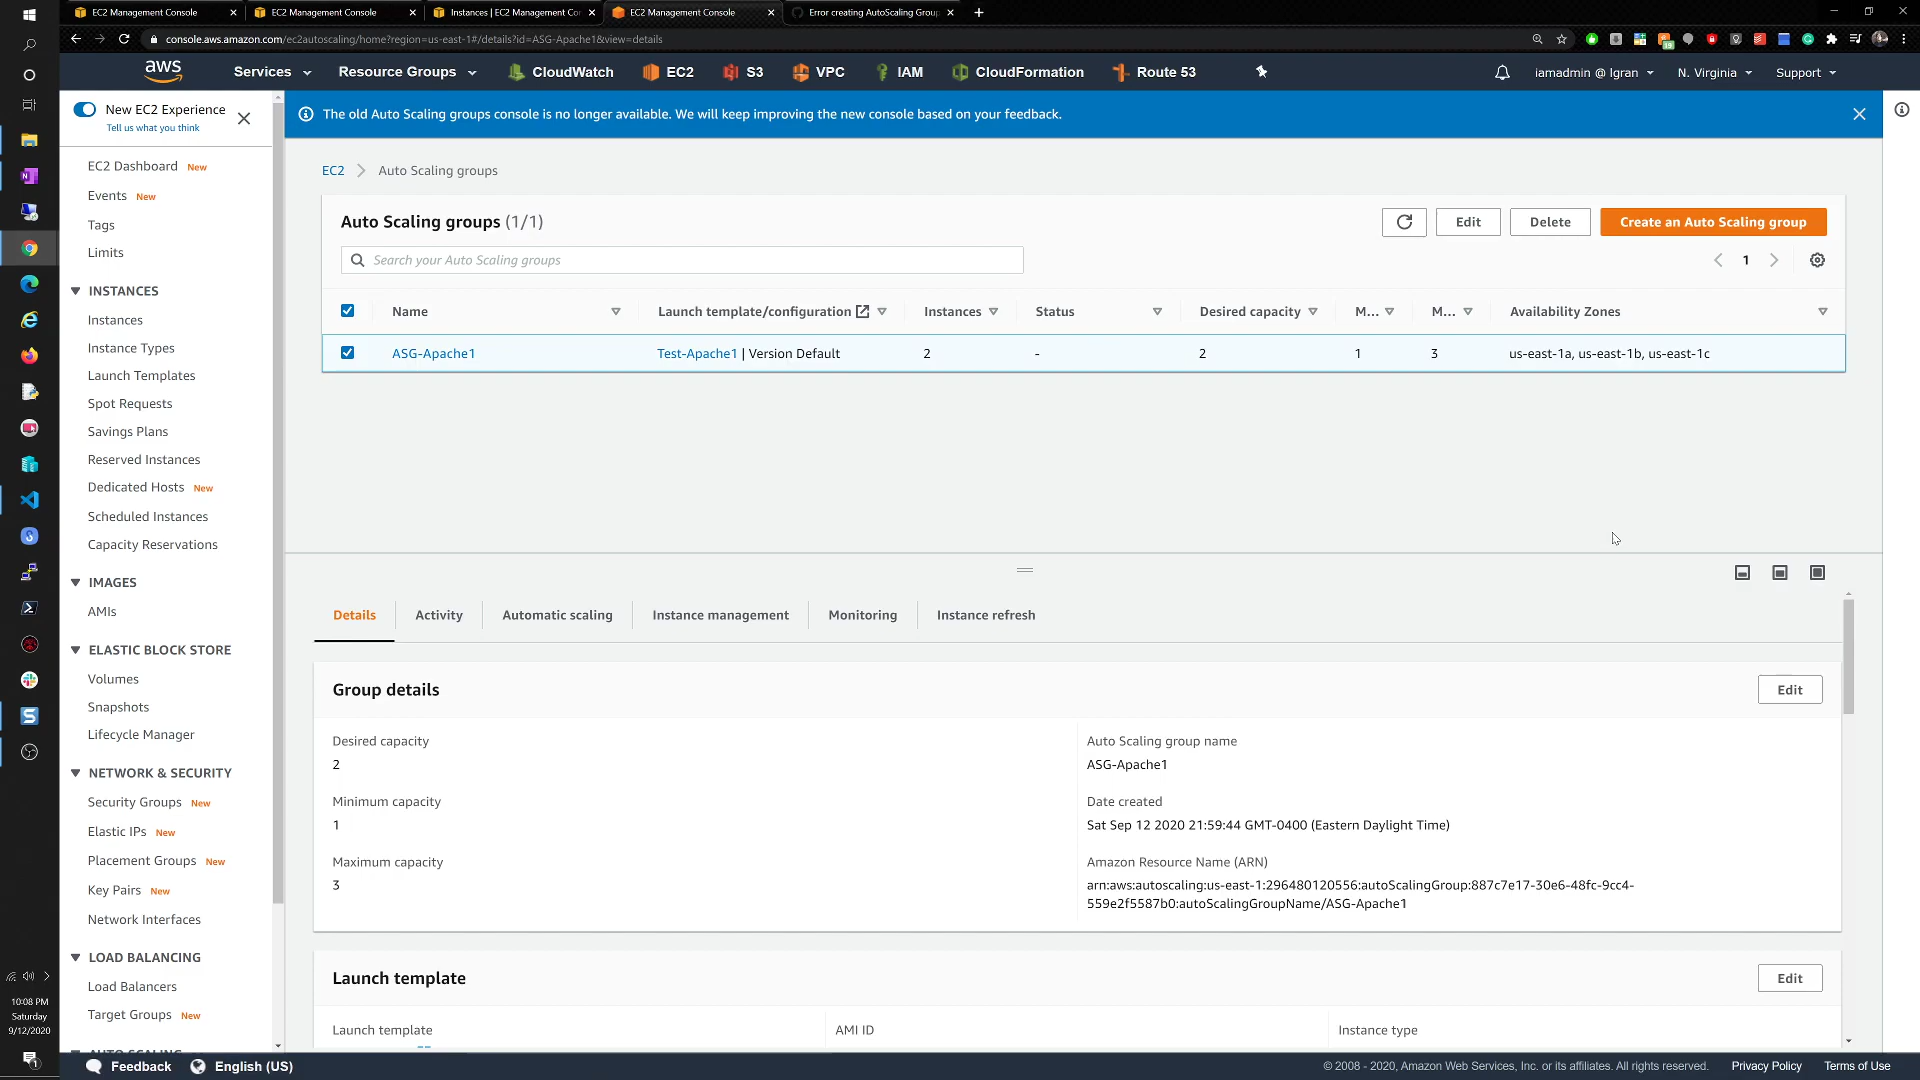 EC2 Management Console
EC2 Management Console
Instances | EC2 Management Co
EC2 Management Console
Error creating AutoScaling Group
console.aws.amazon.com/ec2autoscaling/home?region=us-east-1#/details?id=ASG-Apache1&view=details
aws
Services
Resource Groups
CloudWatch
EC2
S3
VPC
IAM
CloudFormation
Route 53
iamadmin @ lgran
N. Virginia
Support
New EC2 Experience
Tell us what you think
The old Auto Scaling groups console is no longer available. We will keep improving the new console based on your feedback.
EC2 Dashboard New
Events New
Tags
Limits
INSTANCES
Instances
Instance Types
Launch Templates
Spot Requests
Savings Plans
Reserved Instances
Dedicated Hosts New
Scheduled Instances
Capacity Reservations
IMAGES
AMIs
ELASTIC BLOCK STORE
Volumes
Snapshots
Lifecycle Manager
NETWORK & SECURITY
Security Groups New
Elastic IPs New
Placement Groups New
Key Pairs New
Network Interfaces
LOAD BALANCING
Load Balancers
Target Groups New
AUTO SCALING
EC2
Auto Scaling groups
Auto Scaling groups (1/1)
Edit
Delete
Create an Auto Scaling group
Search your Auto Scaling groups
1
Name
Launch template/configuration
Instances
Status
Desired capacity
M...
M...
Availability Zones
ASG-Apache1
Test-Apache1 | Version Default
2
-
2
1
3
us-east-1a, us-east-1b, us-east-1c
Details
Activity
Automatic scaling
Instance management
Monitoring
Instance refresh
Group details
Edit
Desired capacity
2
Minimum capacity
1
Maximum capacity
3
Auto Scaling group name
ASG-Apache1
Date created
Sat Sep 12 2020 21:59:44 GMT-0400 (Eastern Daylight Time)
Amazon Resource Name (ARN)
arn:aws:autoscaling:us-east-1:296480120556:autoScalingGroup:887c7e17-30e6-48fc-9cc4-
559e2f5587b0:autoScalingGroupName/ASG-Apache1
Launch template
Edit
Launch template
AMI ID
Instance type
10:08 PM
Saturday
9/12/2020
Feedback
English (US)
© 2008 - 2020, Amazon Web Services, Inc. or its affiliates. All rights reserved.
Privacy Policy
Terms of Use